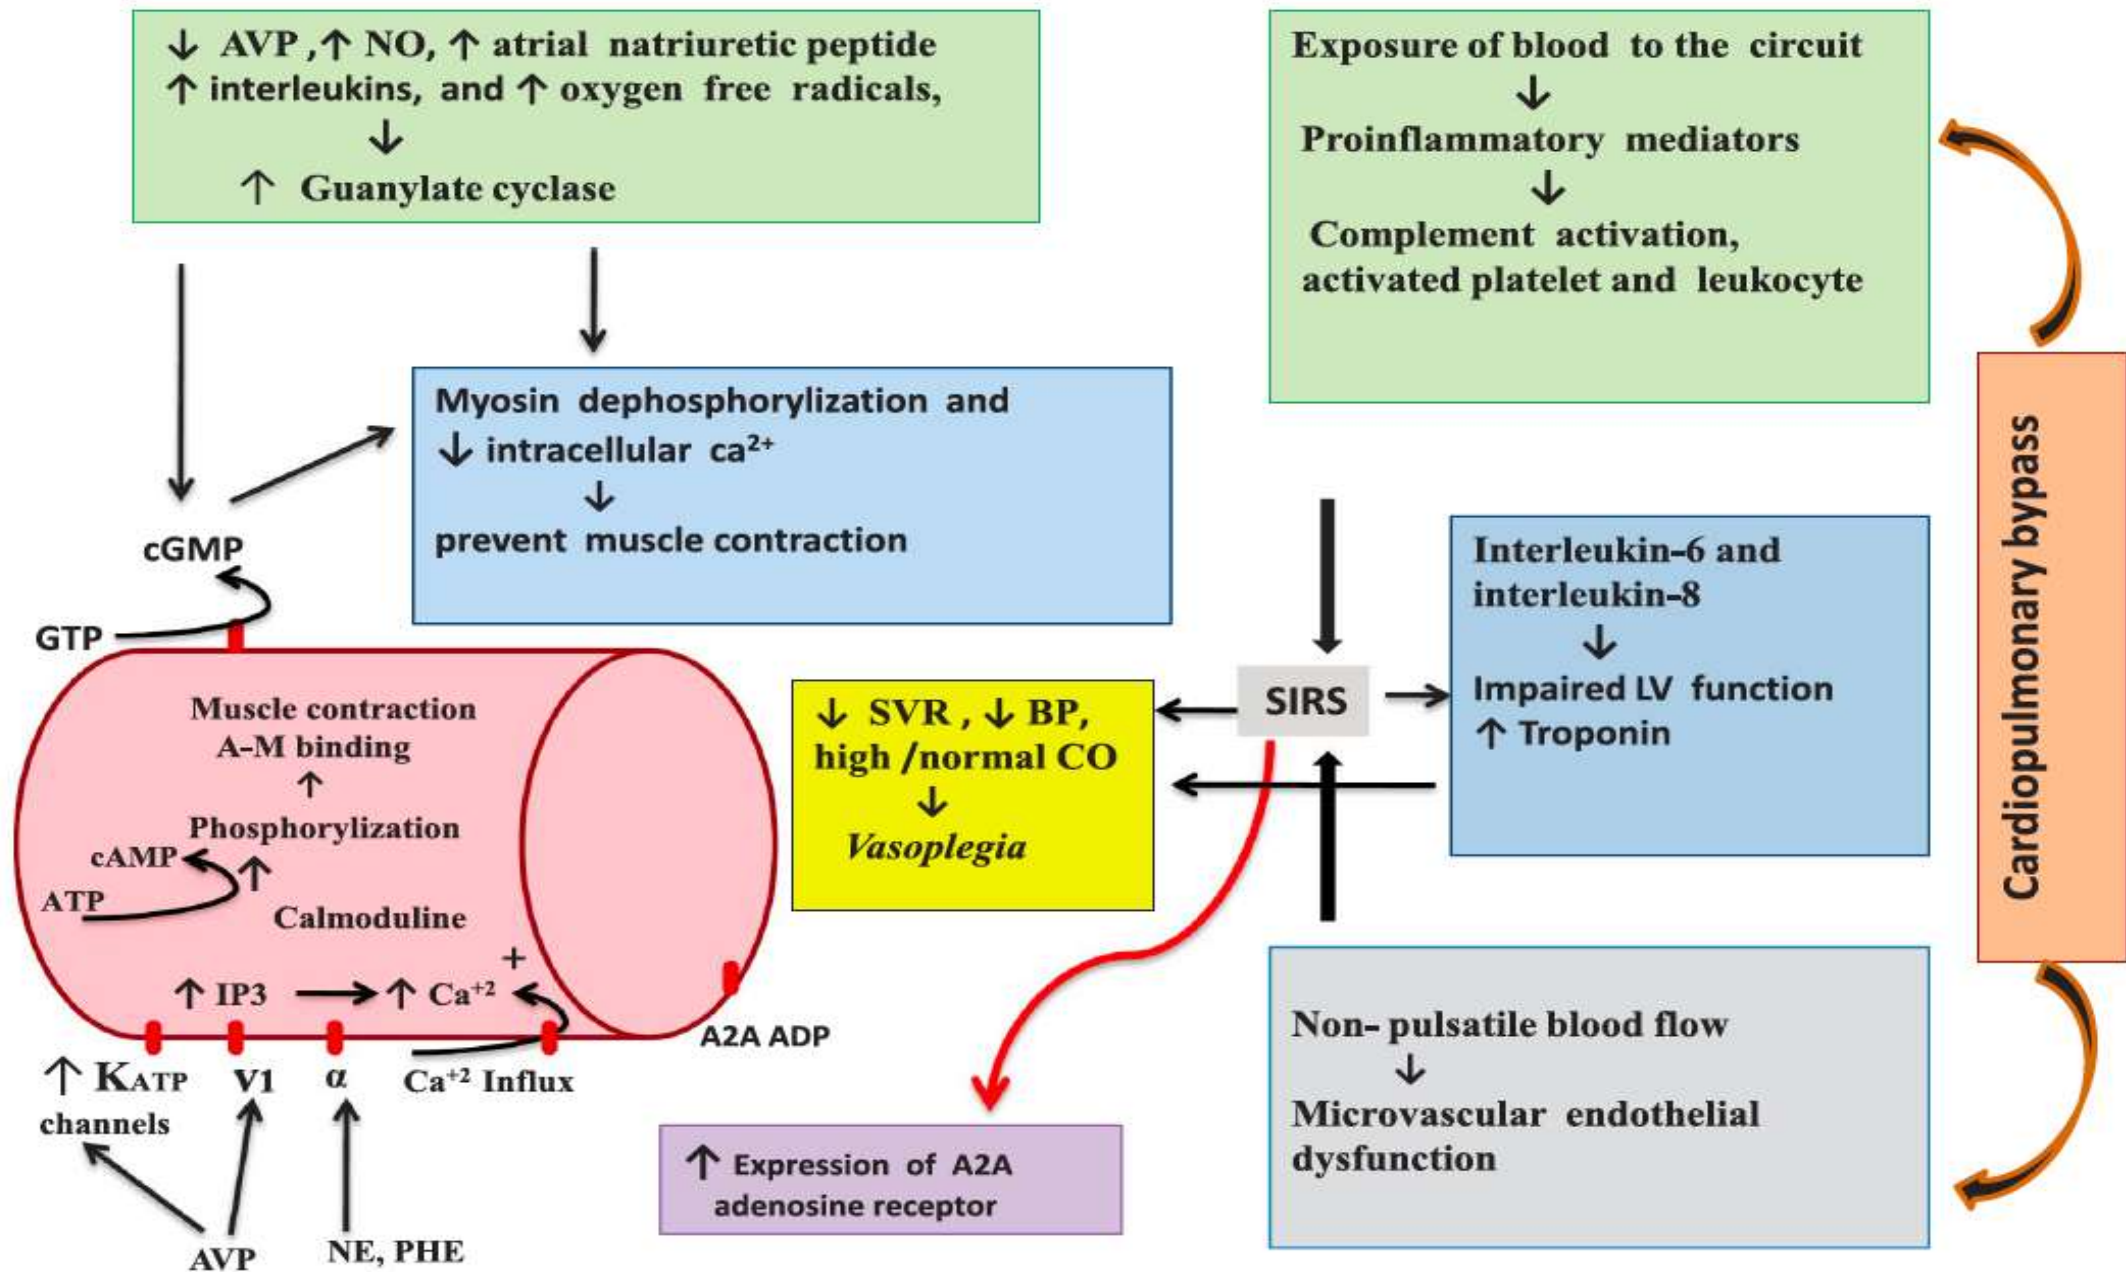 ↓ AVP ,↑ NO, ↑ atrial natriuretic peptide
↑ interleukins, and ↑ oxygen free radicals,
↓
↑ Guanylate cyclase
Exposure of blood to the circuit
↓
Proinflammatory mediators
↓
Complement activation,
activated platelet and leukocyte
Myosin dephosphorylization and
↓ intracellular ca²⁺
↓
prevent muscle contraction
cGMP
GTP
Muscle contraction
A-M binding
↑
Phosphorylization
cAMP
↑
ATP
Calmoduline
+
↑ IP3 → ↑ Ca⁺²
A2A ADP
↑ KATP
channels
V1
α
Ca⁺² Influx
AVP
NE, PHE
↓ SVR , ↓ BP,
high /normal CO
↓
Vasoplegia
SIRS
Interleukin-6 and
interleukin-8
↓
Impaired LV function
↑ Troponin
Cardiopulmonary bypass
↑ Expression of A2A
adenosine receptor
Non- pulsatile blood flow
↓
Microvascular endothelial
dysfunction